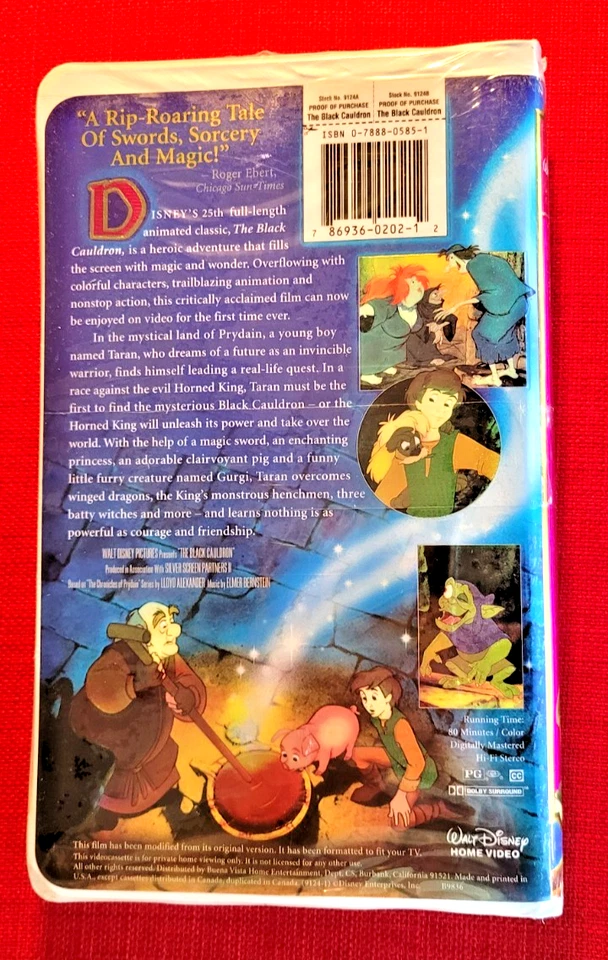 "A Rip-Roaring Tale
Of Swords, Sorcery
And Magic!"
– Roger Ebert,
Chicago Sun-Times
Stock No. 9124A
PROOF OF PURCHASE
The Black Cauldron
Stock No. 9124B
PROOF OF PURCHASE
The Black Cauldron
ISBN 0-7888-0585-1
7 86936-0202-1 2
DISNEY'S 25th full-length
animated classic, The Black
Cauldron, is a heroic adventure that fills
the screen with magic and wonder. Overflowing with
colorful characters, trailblazing animation and
nonstop action, this critically acclaimed film can now
be enjoyed on video for the first time ever.
In the mystical land of Prydain, a young boy
named Taran, who dreams of a future as an invincible
warrior, finds himself leading a real-life quest. In a
race against the evil Horned King, Taran must be the
first to find the mysterious Black Cauldron – or the
Horned King will unleash its power and take over the
world. With the help of a magic sword, an enchanting
princess, an adorable clairvoyant pig and a funny
little furry creature named Gurgi, Taran overcomes
winged dragons, the King's monstrous henchmen, three
batty witches and more – and learns nothing is as
powerful as courage and friendship.
WALT DISNEY PICTURES Presents "THE BLACK CAULDRON"
Produced in Association With SILVER SCREEN PARTNERS II
Based on "The Chronicles of Prydain" Series by LLOYD ALEXANDER Music by ELMER BERNSTEIN
Running Time:
80 Minutes / Color
Digitally Mastered
Hi-Fi Stereo
PG CC
DOLBY SURROUND
WALT DISNEY
HOME VIDEO
This film has been modified from its original version. It has been formatted to fit your TV.
This videocassette is for private home viewing only. It is not licensed for any other use.
All other rights reserved. Distributed by Buena Vista Home Entertainment, Dept. CS, Burbank, California 91521. Made and printed in
U.S.A., except cassettes distributed in Canada, duplicated in Canada. (9124-1) ©Disney Enterprises, Inc. B9836